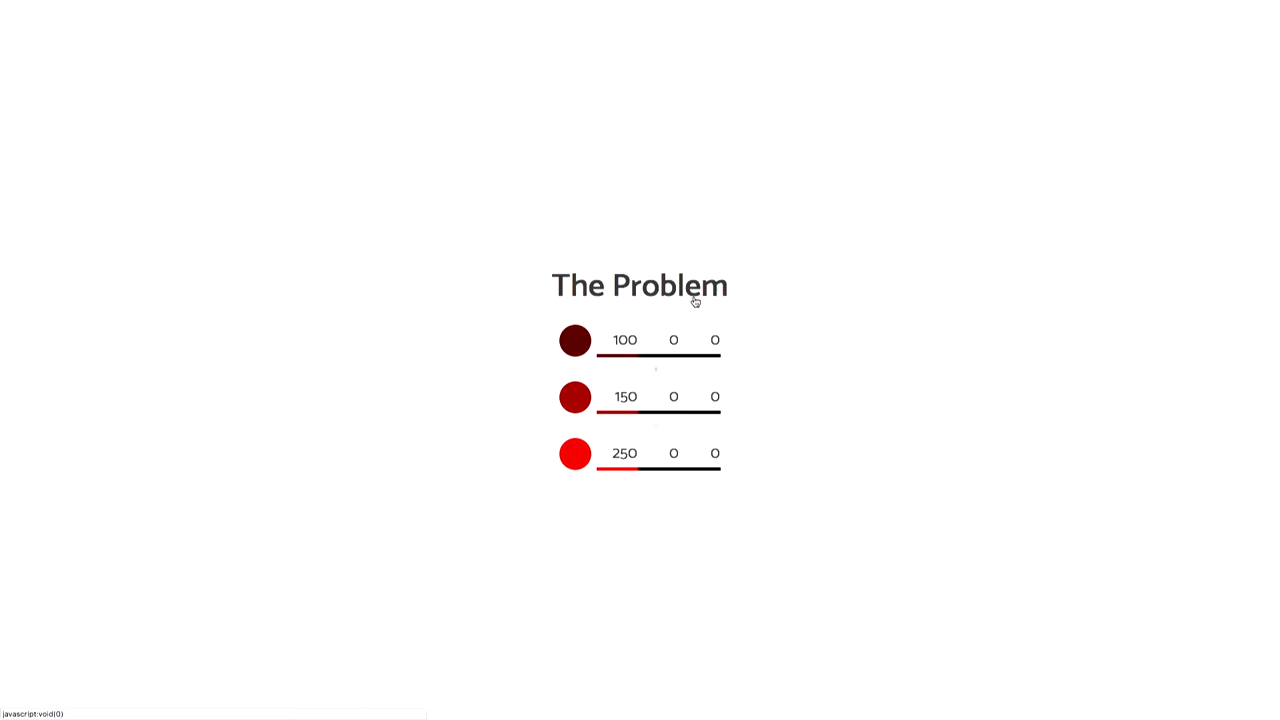 The Problem
100 0 0
150 0 0
250 0 0
javascript:void(0)